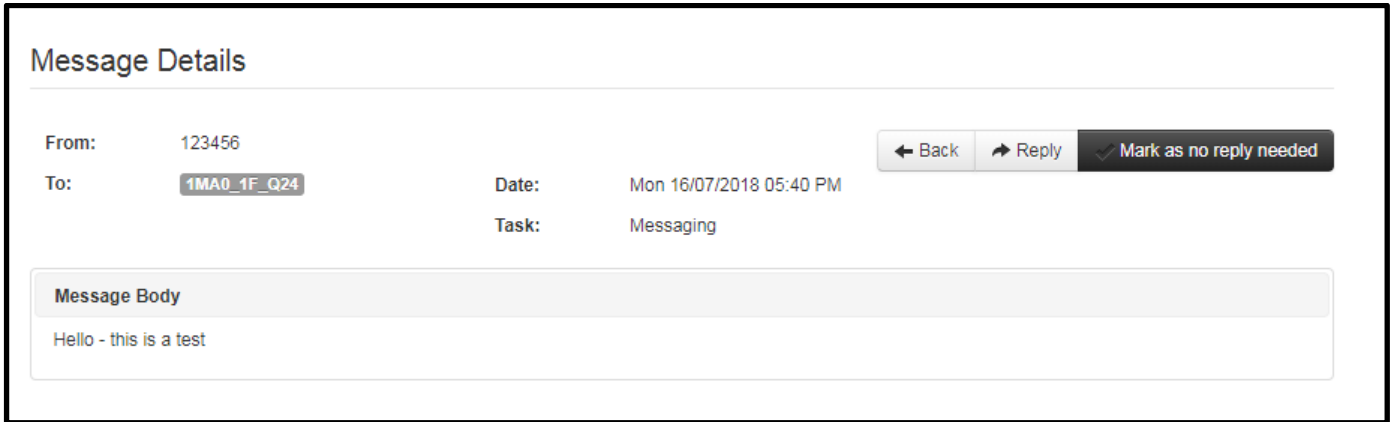 Message Details
From: 123456
Back Reply Mark as no reply needed
To: 1MA0_1F_Q24 Date: Mon 16/07/2018 05:40 PM
Task: Messaging
Message Body
Hello - this is a test